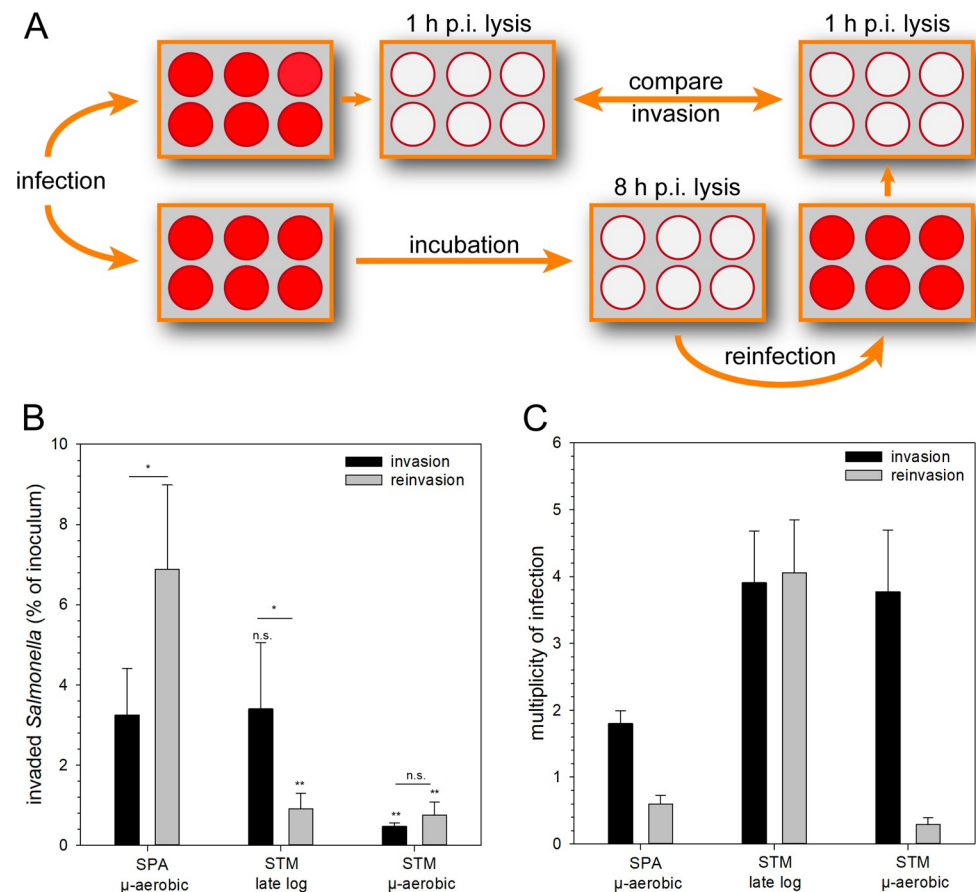 A
1 h p.i. lysis
1 h p.i. lysis
infection
compare
invasion
8 h p.i. lysis
incubation
reinfection
B
invaded Salmonella (% of inoculum)
10
8
6
4
2
0
invasion
reinvasion
*
*
n.s.
**
n.s.
**
**
SPA
µ-aerobic
STM
late log
STM
µ-aerobic
C
multiplicity of infection
6
5
4
3
2
1
0
invasion
reinvasion
SPA
µ-aerobic
STM
late log
STM
µ-aerobic